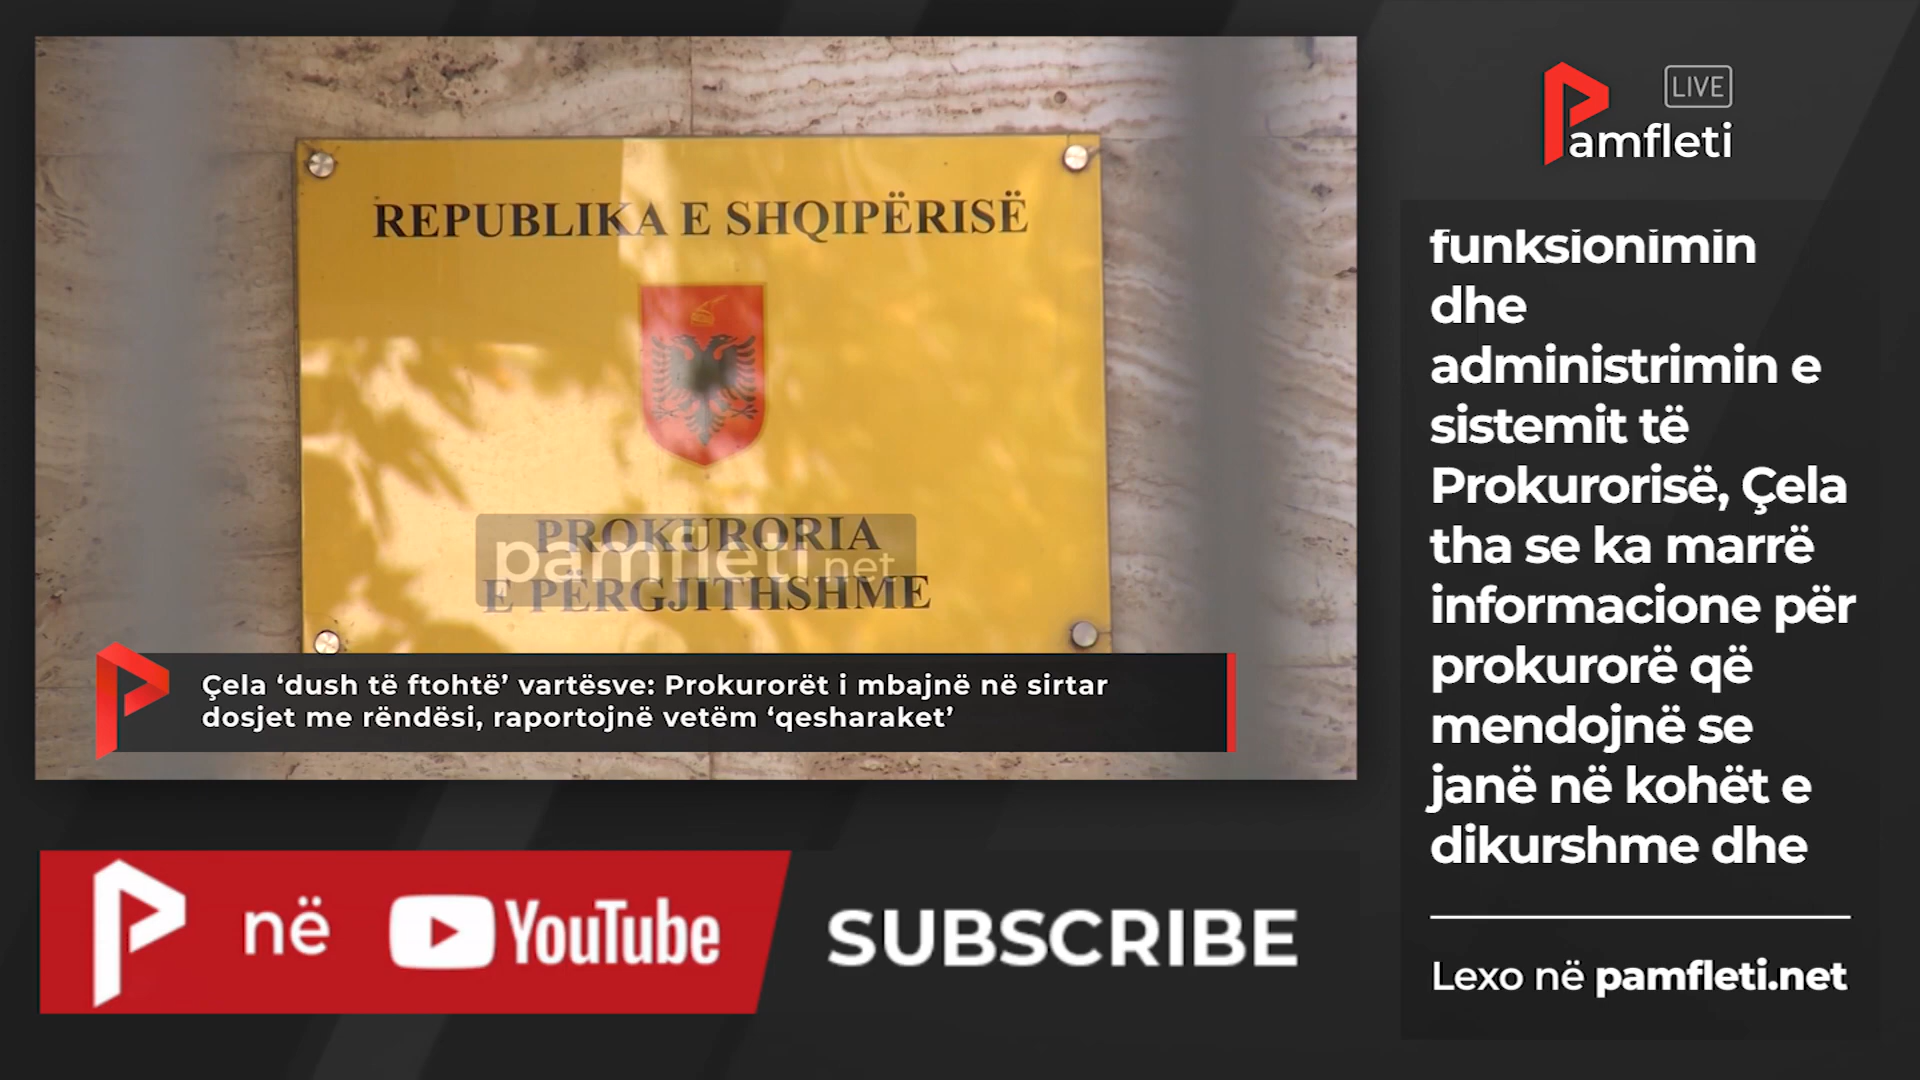 REPUBLIKA E SHQIPËRISË
PROKURORIA
E PËRGJITHSHME
pamfleti.net
Çela ‘dush të ftohtë’ vartësve: Prokurorët i mbajnë në sirtar
dosjet me rëndësi, raportojnë vetëm ‘qesharaket’
në YouTube
SUBSCRIBE
LIVE
Pamfleti
funksionimin
dhe
administrimin e
sistemit të
Prokurorisë, Çela
tha se ka marrë
informacione për
prokurorë që
mendojnë se
janë në kohët e
dikurshme dhe
Lexo në pamfleti.net